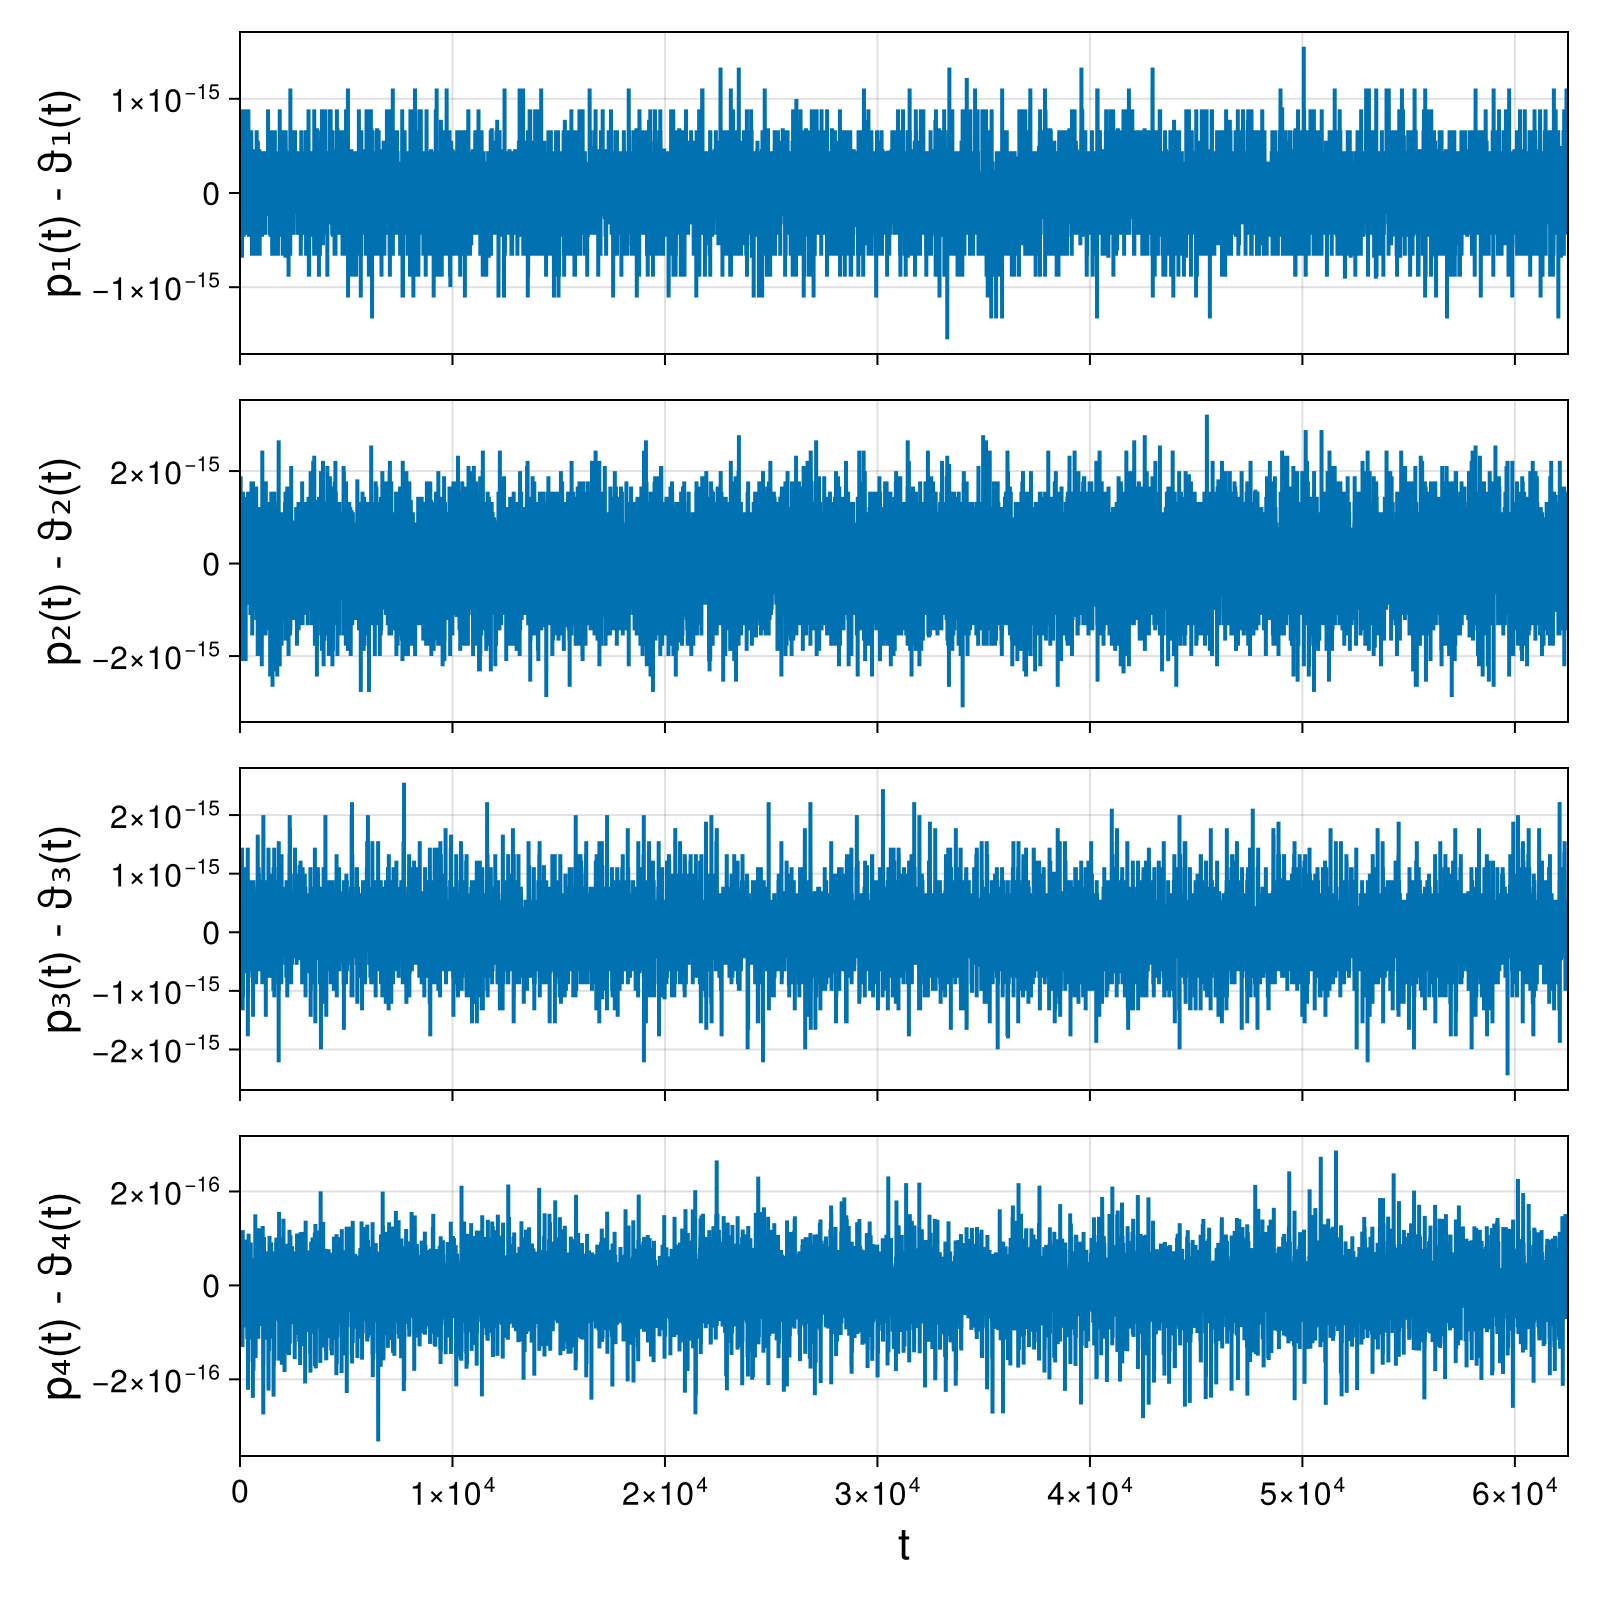 p₁(t) - ϑ₁(t)
1×10⁻¹⁵
0
−1×10⁻¹⁵
p₂(t) - ϑ₂(t)
2×10⁻¹⁵
0
−2×10⁻¹⁵
p₃(t) - ϑ₃(t)
2×10⁻¹⁵
1×10⁻¹⁵
0
−1×10⁻¹⁵
−2×10⁻¹⁵
p₄(t) - ϑ₄(t)
2×10⁻¹⁶
0
−2×10⁻¹⁶
0 1×10⁴ 2×10⁴ 3×10⁴ 4×10⁴ 5×10⁴ 6×10⁴
t